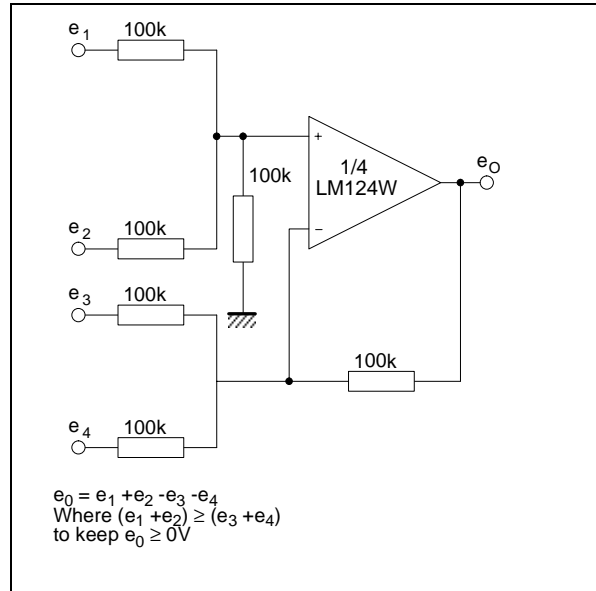 e1
100k
100k
+
1/4
LM124W
eO
e2
100k
−
e3
100k
100k
e4
100k
e0 = e1 +e2 -e3 -e4
Where (e1 +e2) ≥ (e3 +e4)
to keep e0 ≥ 0V